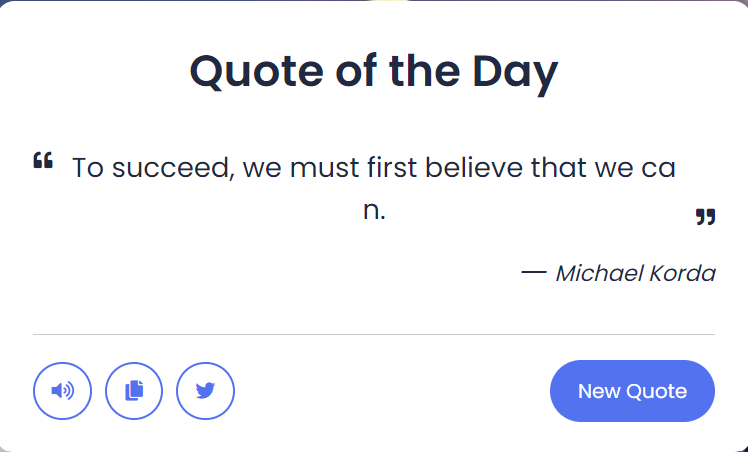 Quote of the Day
“ To succeed, we must first believe that we ca
n. ”
— Michael Korda
New Quote